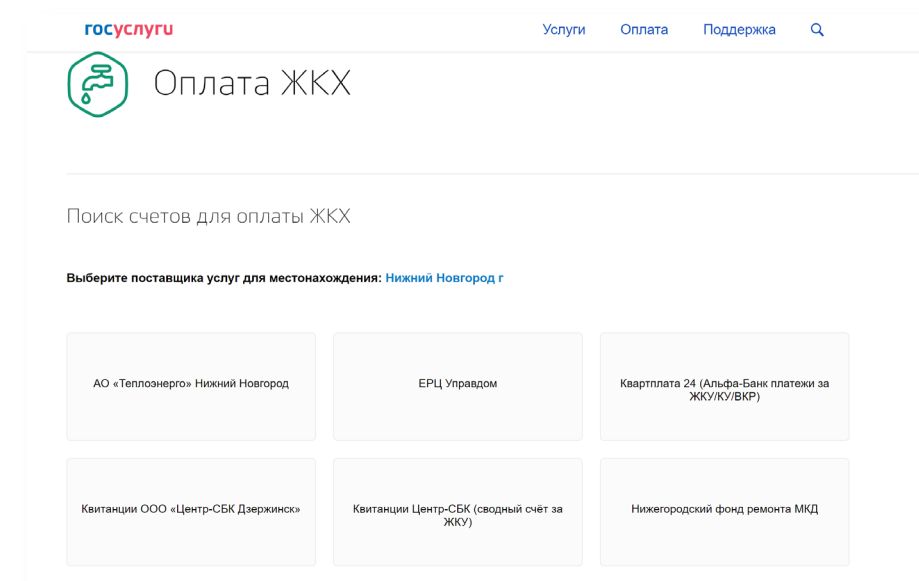 госуслуги Услуги Оплата Поддержка
Оплата ЖКХ
Поиск счетов для оплаты ЖКХ
Выберите поставщика услуг для местонахождения: Нижний Новгород г
АО «Теплоэнерго» Нижний Новгород
ЕРЦ Управдом
Квартплата 24 (Альфа-Банк платежи за
ЖКУ/КУ/ВКР)
Квитанции ООО «Центр-СБК Дзержинск»
Квитанции Центр-СБК (сводный счёт за
ЖКУ)
Нижегородский фонд ремонта МКД